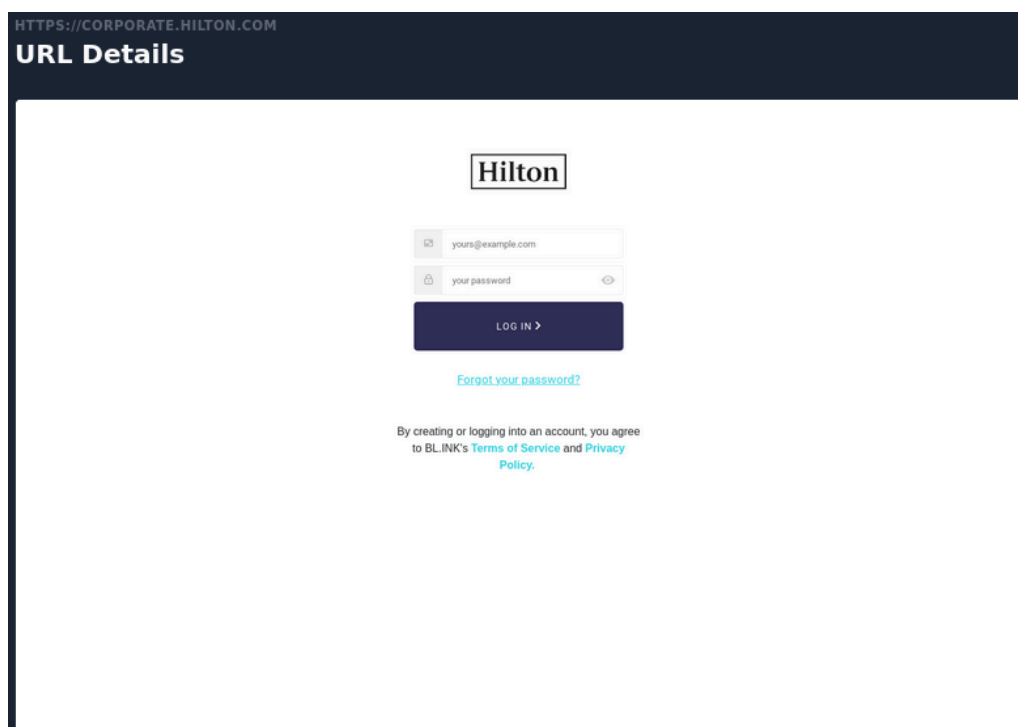 HTTPS://CORPORATE.HILTON.COM
URL Details
Hilton
yours@example.com
your password
LOG IN
Forgot your password?
By creating or logging into an account, you agree
to BL.INK's Terms of Service and Privacy
Policy.